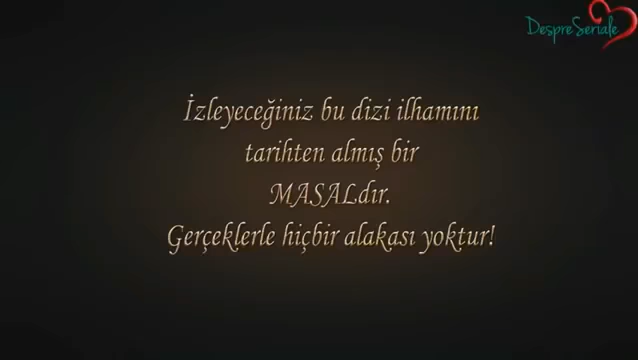 DespreSeriale
İzleyeceğiniz bu dizi ilhamını
tarihten almış bir
MASALdır.
Gerçeklerle hiçbir alakası yoktur!